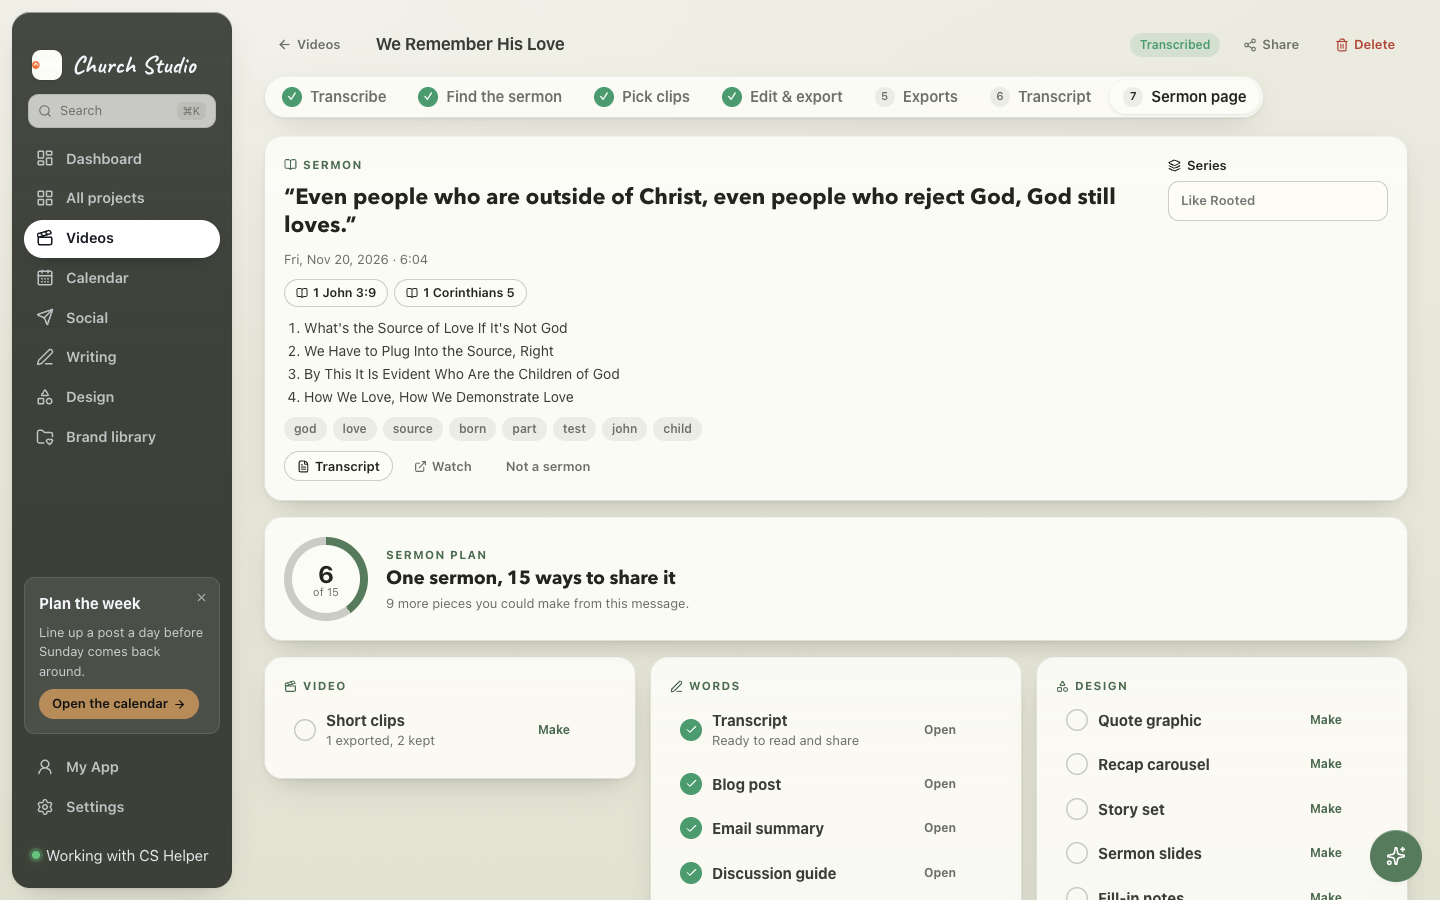 Church Studio
Search ⌘K
Dashboard
All projects
Videos
Calendar
Social
Writing
Design
Brand library
Plan the week
Line up a post a day before
Sunday comes back
around.
Open the calendar →
My App
Settings
Working with CS Helper
← Videos
We Remember His Love
Transcribed
Share
Delete
Transcribe
Find the sermon
Pick clips
Edit & export
5 Exports
6 Transcript
7 Sermon page
SERMON
“Even people who are outside of Christ, even people who reject God, God still
loves.”
Fri, Nov 20, 2026 · 6:04
1 John 3:9
1 Corinthians 5
1. What's the Source of Love If It's Not God
2. We Have to Plug Into the Source, Right
3. By This It Is Evident Who Are the Children of God
4. How We Love, How We Demonstrate Love
god love source born part test john child
Transcript
Watch
Not a sermon
Series
Like Rooted
6
of 15
SERMON PLAN
One sermon, 15 ways to share it
9 more pieces you could make from this message.
VIDEO
Short clips
1 exported, 2 kept
Make
WORDS
Transcript
Ready to read and share
Open
Blog post
Open
Email summary
Open
Discussion guide
Open
DESIGN
Quote graphic
Make
Recap carousel
Make
Story set
Make
Sermon slides
Make
Fill-in notes
Make